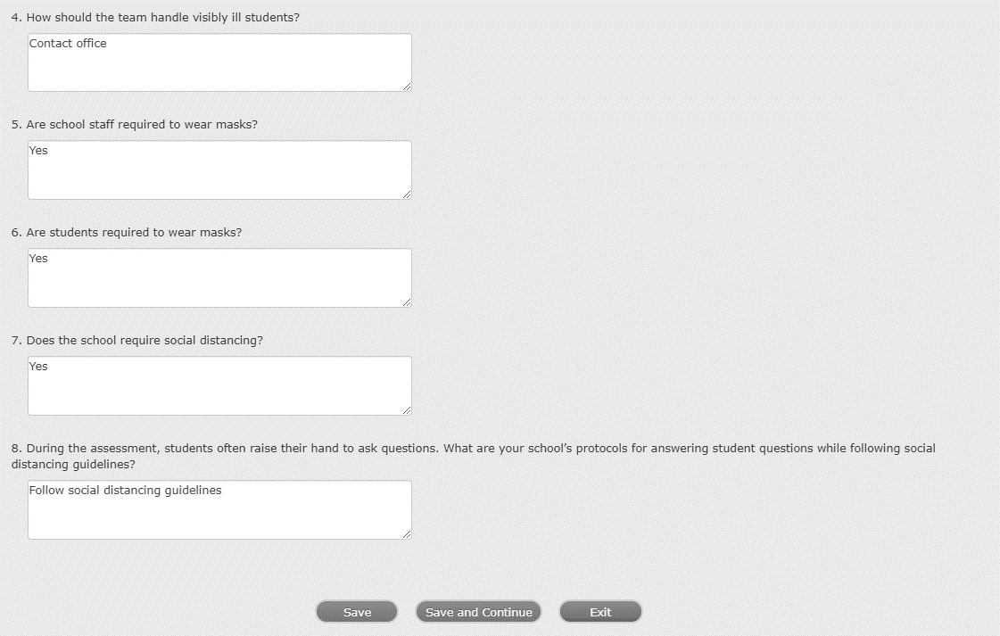 4. How should the team handle visibly ill students?
Contact office
5. Are school staff required to wear masks?
Yes
6. Are students required to wear masks?
Yes
7. Does the school require social distancing?
Yes
8. During the assessment, students often raise their hand to ask questions. What are your school’s protocols for answering student questions while following social
distancing guidelines?
Follow social distancing guidelines
Save Save and Continue Exit